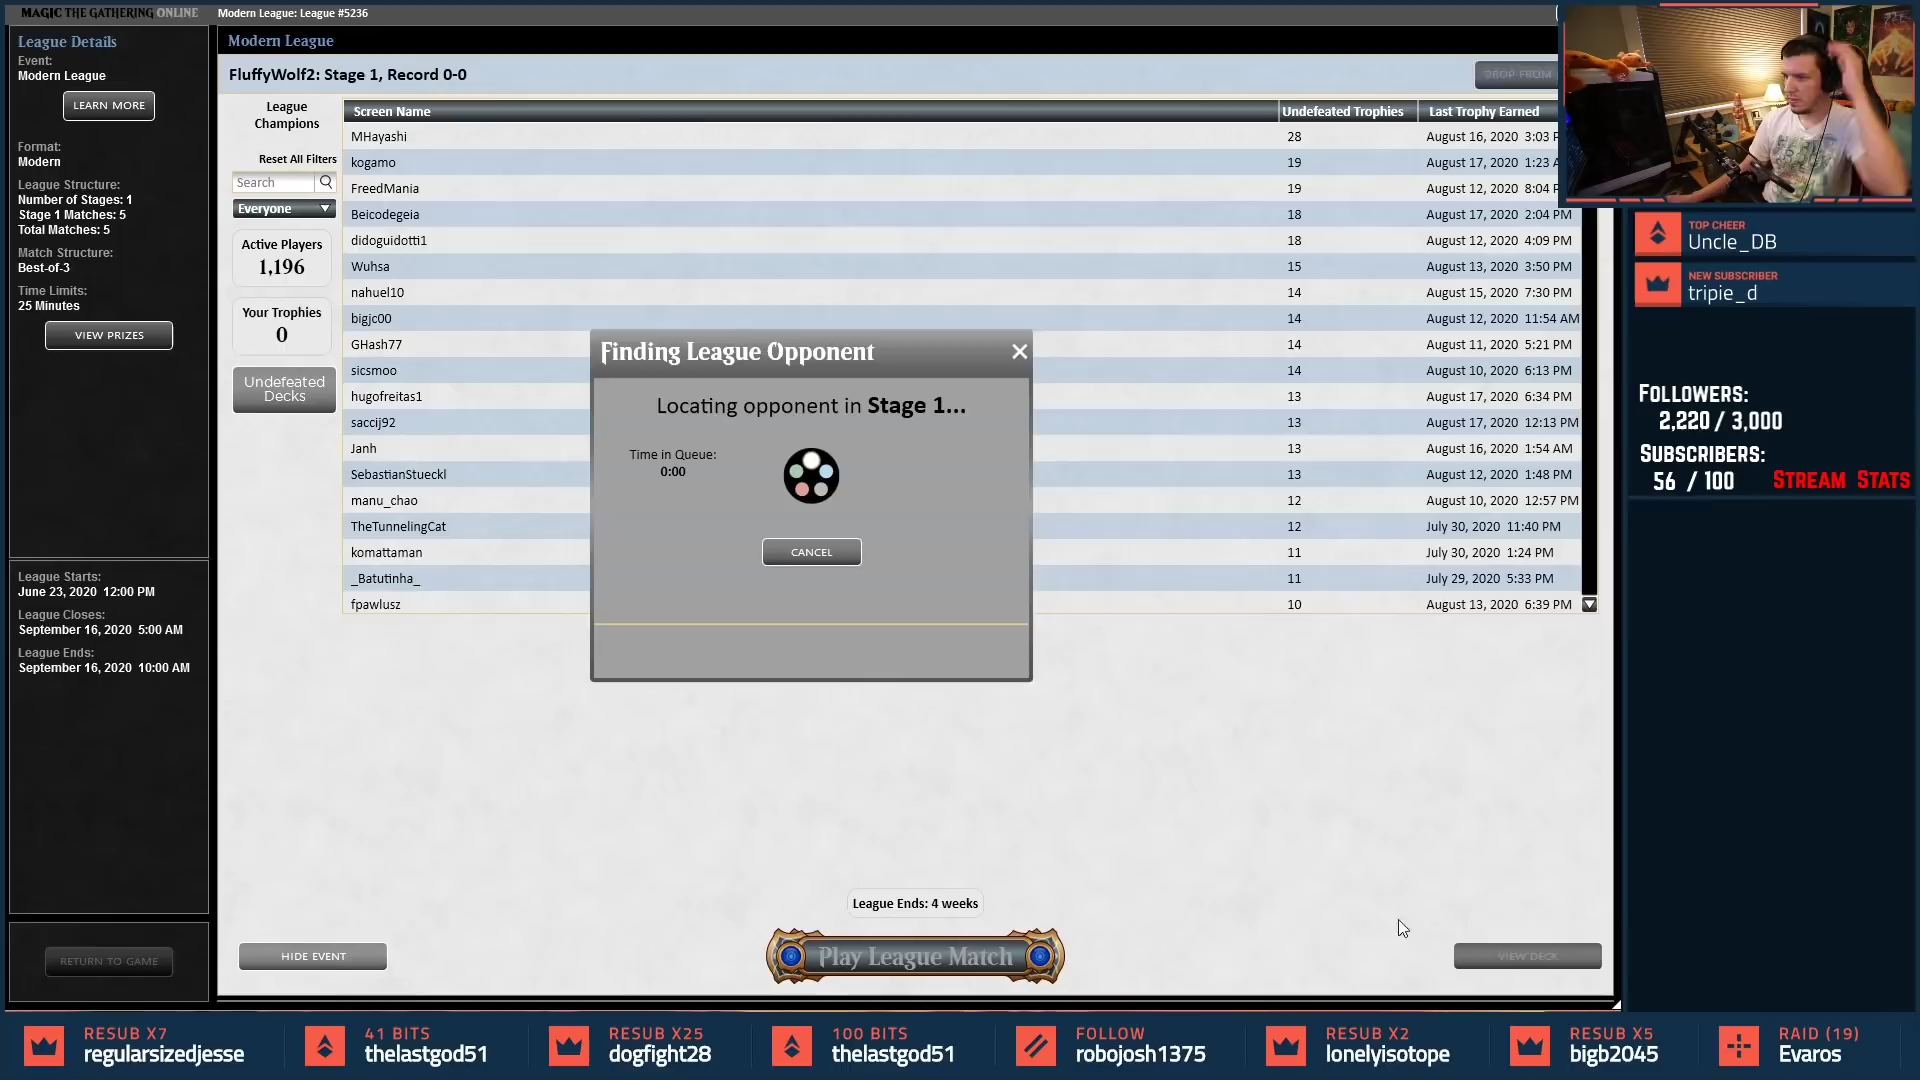 MAGIC THE GATHERING ONLINE
Modern League: League #5236
League Details
Event:
Modern League
LEARN MORE
Format:
Modern
League Structure:
Number of Stages: 1
Stage 1 Matches: 5
Total Matches: 5
Match Structure:
Best-of-3
Time Limits:
25 Minutes
VIEW PRIZES
League Starts:
June 23, 2020 12:00 PM
League Closes:
September 16, 2020 5:00 AM
League Ends:
September 16, 2020 10:00 AM
RETURN TO GAME
Modern League
FluffyWolf2: Stage 1, Record 0-0
DROP FROM
League
Champions
Reset All Filters
Search
Everyone
Active Players
1,196
Your Trophies
0
Undefeated
Decks
Screen Name Undefeated Trophies Last Trophy Earned
MHayashi 28 August 16, 2020 3:03 P
kogamo 19 August 17, 2020 1:23 A
FreedMania 19 August 12, 2020 8:04 P
Beicodegeia 18 August 17, 2020 2:04 PM
didoguidotti1 18 August 12, 2020 4:09 PM
Wuhsa 15 August 13, 2020 3:50 PM
nahuel10 14 August 15, 2020 7:30 PM
bigjc00 14 August 12, 2020 11:54 AM
GHash77 14 August 11, 2020 5:21 PM
sicsmoo 14 August 10, 2020 6:13 PM
hugofreitas1 13 August 17, 2020 6:34 PM
saccij92 13 August 17, 2020 12:13 PM
Janh 13 August 16, 2020 1:54 AM
SebastianStueckl 13 August 12, 2020 1:48 PM
manu_chao 12 August 10, 2020 12:57 PM
TheTunnelingCat 12 July 30, 2020 11:40 PM
komattaman 11 July 30, 2020 1:24 PM
_Batutinha_ 11 July 29, 2020 5:33 PM
fpawlusz 10 August 13, 2020 6:39 PM
Finding League Opponent
Locating opponent in Stage 1...
Time in Queue:
0:00
CANCEL
League Ends: 4 weeks
HIDE EVENT
Play League Match
VIEW DECK
TOP CHEER
Uncle_DB
NEW SUBSCRIBER
tripie_d
FOLLOWERS:
2,220 / 3,000
SUBSCRIBERS:
56 / 100
STREAM STATS
RESUB X7
regularsizedjesse
41 BITS
thelastgod51
RESUB X25
dogfight28
100 BITS
thelastgod51
FOLLOW
robojosh1375
RESUB X2
lonelyisotope
RESUB X5
bigb2045
RAID (19)
Evaros